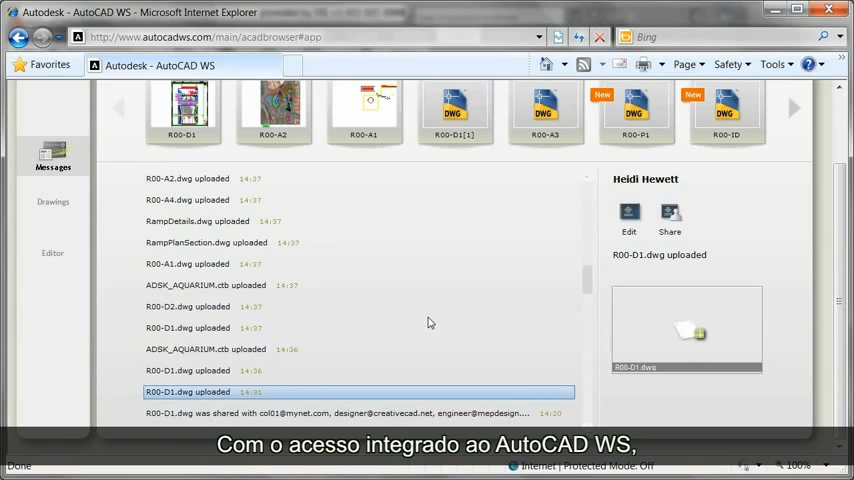 Autodesk - AutoCAD WS - Microsoft Internet Explorer
http://www.autocadws.com/main/acadbrowser#app
Bing
Favorites
Autodesk - AutoCAD WS
Page Safety Tools
New New
DWG DWG DWG DWG
R00-D1 R00-A2 R00-A1 R00-D1[1] R00-A3 R00-P1 R00-ID
Messages
Drawings
Editor
R00-A2.dwg uploaded 14:37
R00-A4.dwg uploaded 14:37
RampDetails.dwg uploaded 14:37
RampPlanSection.dwg uploaded 14:37
R00-A1.dwg uploaded 14:37
ADSK_AQUARIUM.ctb uploaded 14:37
R00-D2.dwg uploaded 14:37
R00-D1.dwg uploaded 14:37
ADSK_AQUARIUM.ctb uploaded 14:36
R00-D1.dwg uploaded 14:36
R00-D1.dwg uploaded 14:31
R00-D1.dwg was shared with col01@mynet.com, designer@creativecad.net, engineer@mepdesign.... 14:20
Heidi Hewett
Edit Share
R00-D1.dwg uploaded
R00-D1.dwg
Com o acesso integrado ao AutoCAD WS,
Done
Internet | Protected Mode: Off
100%